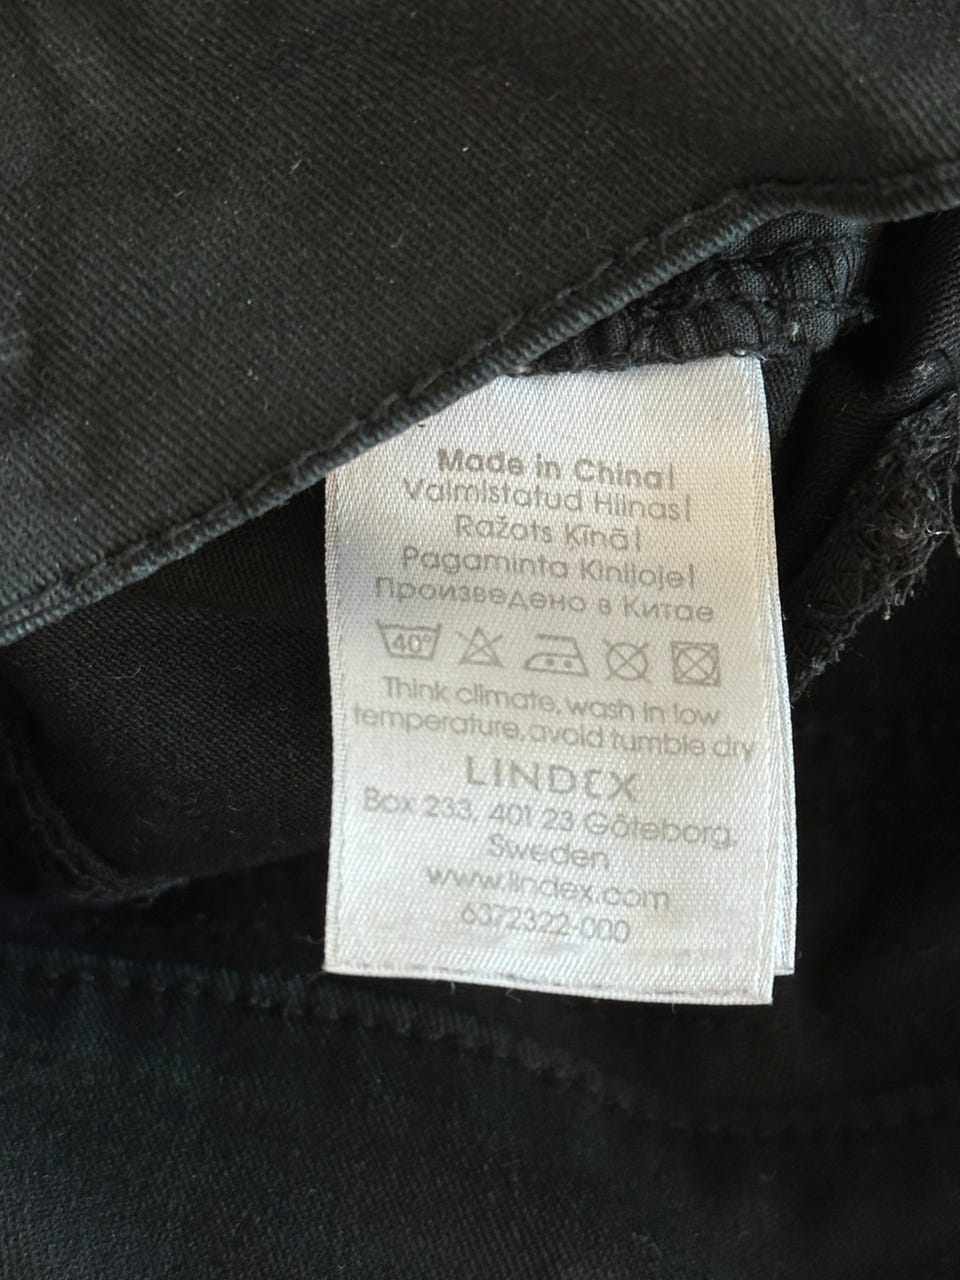 Made in China|
Valmistatud Hiinas|
Ražots Ķīnā|
Pagaminta Kinijoje|
Произведено в Китае
40°
Think climate, wash in low
temperature, avoid tumble dry
LINDEX
Box 233, 401 23 Göteborg,
Sweden
www.lindex.com
6372322-000